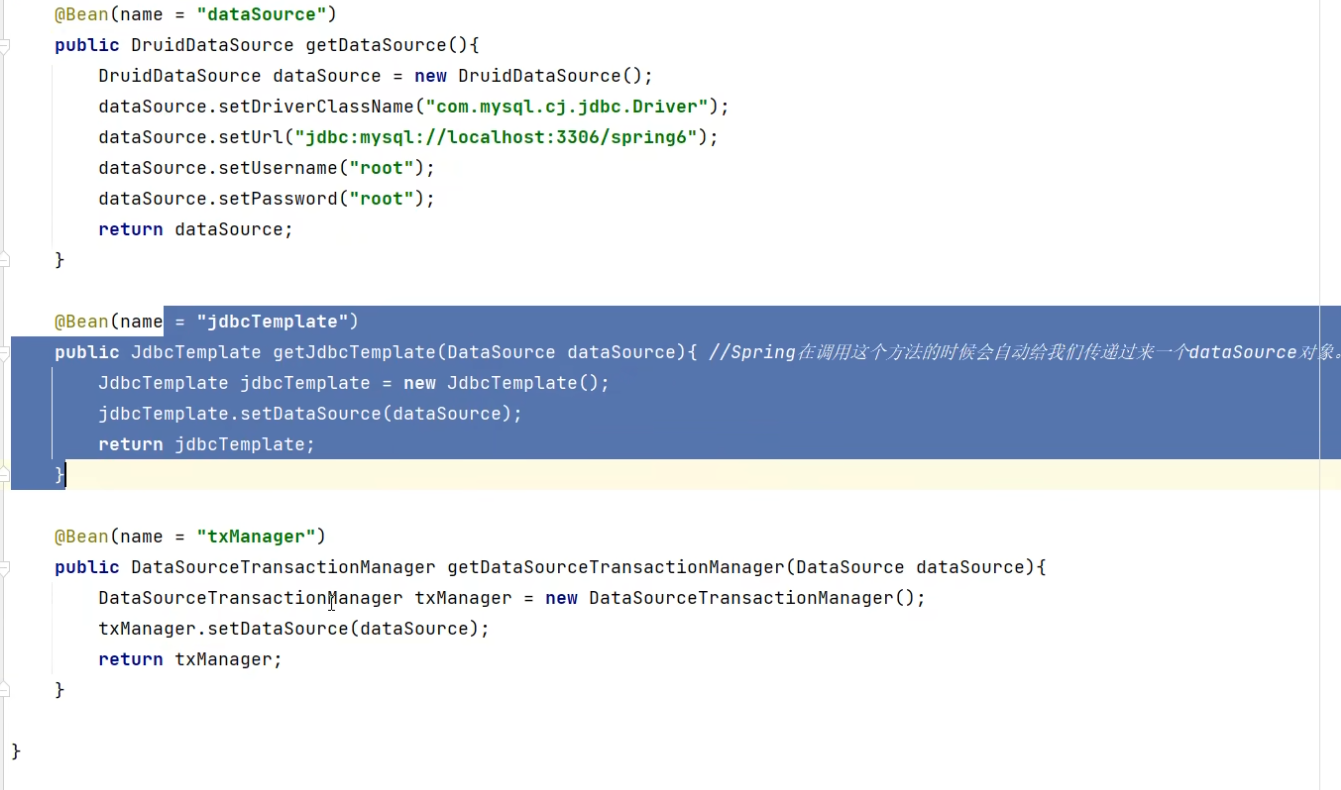 @Bean(name = "dataSource")
public DruidDataSource getDataSource(){
DruidDataSource dataSource = new DruidDataSource();
dataSource.setDriverClassName("com.mysql.cj.jdbc.Driver");
dataSource.setUrl("jdbc:mysql://localhost:3306/spring6");
dataSource.setUsername("root");
dataSource.setPassword("root");
return dataSource;
}
@Bean(name = "jdbcTemplate")
public JdbcTemplate getJdbcTemplate(DataSource dataSource){ //Spring在调用这个方法的时候会自动给我们传递过来一个dataSource对象。
JdbcTemplate jdbcTemplate = new JdbcTemplate();
jdbcTemplate.setDataSource(dataSource);
return jdbcTemplate;
}
@Bean(name = "txManager")
public DataSourceTransactionManager getDataSourceTransactionManager(DataSource dataSource){
DataSourceTransactionManager txManager = new DataSourceTransactionManager();
txManager.setDataSource(dataSource);
return txManager;
}
}